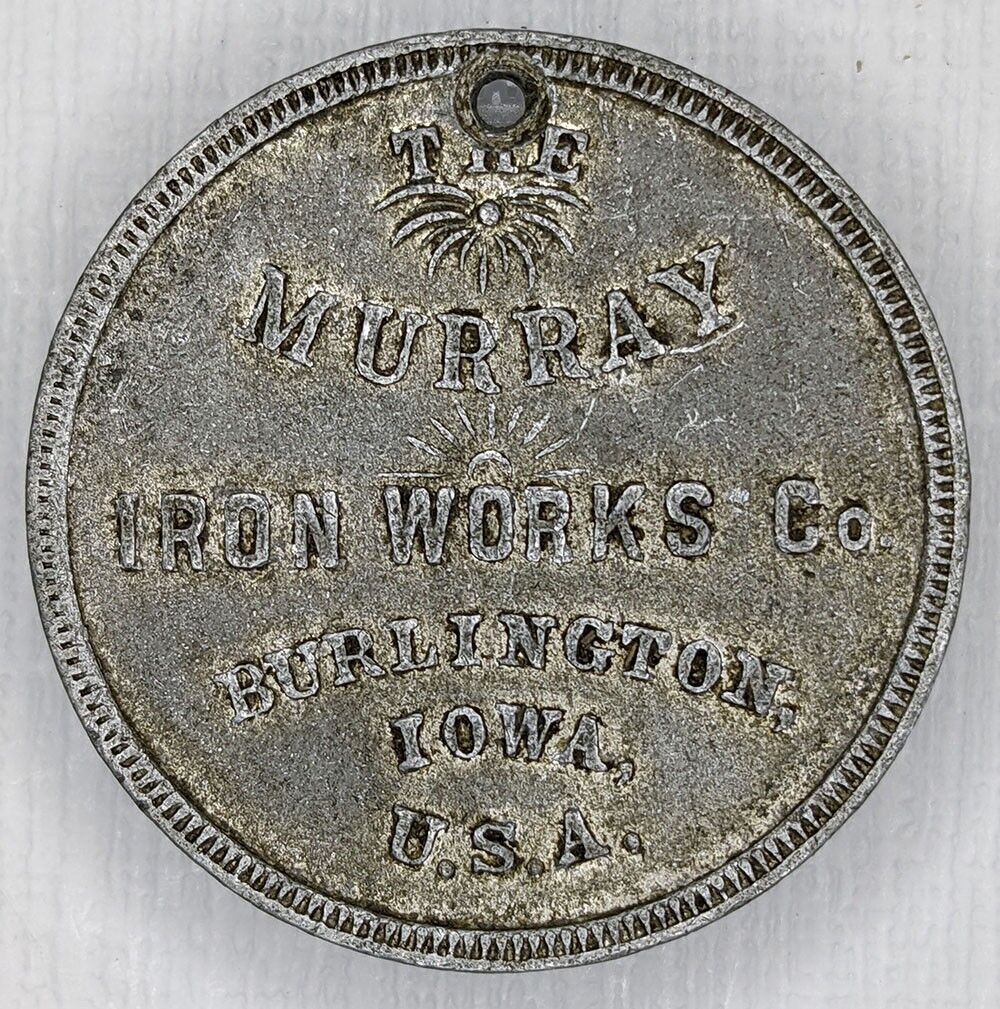 THE
MURRAY
IRON WORKS Co.
BURLINGTON,
IOWA,
U.S.A.